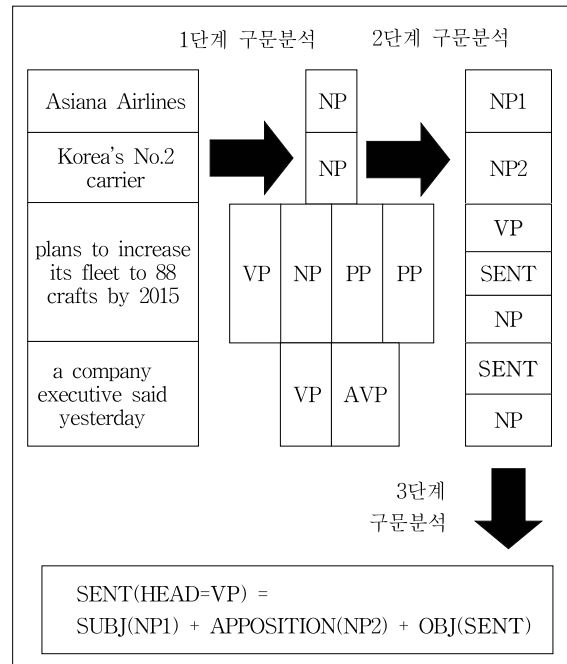 1단계 구문분석
2단계 구문분석
Asiana Airlines
NP
NP1
Korea's No.2
carrier
NP
NP2
plans to increase
its fleet to 88
crafts by 2015
VP
NP
PP
PP
VP
SENT
NP
a company
executive said
yesterday
VP
AVP
SENT
NP
3단계
구문분석
SENT(HEAD=VP) =
SUBJ(NP1) + APPOSITION(NP2) + OBJ(SENT)